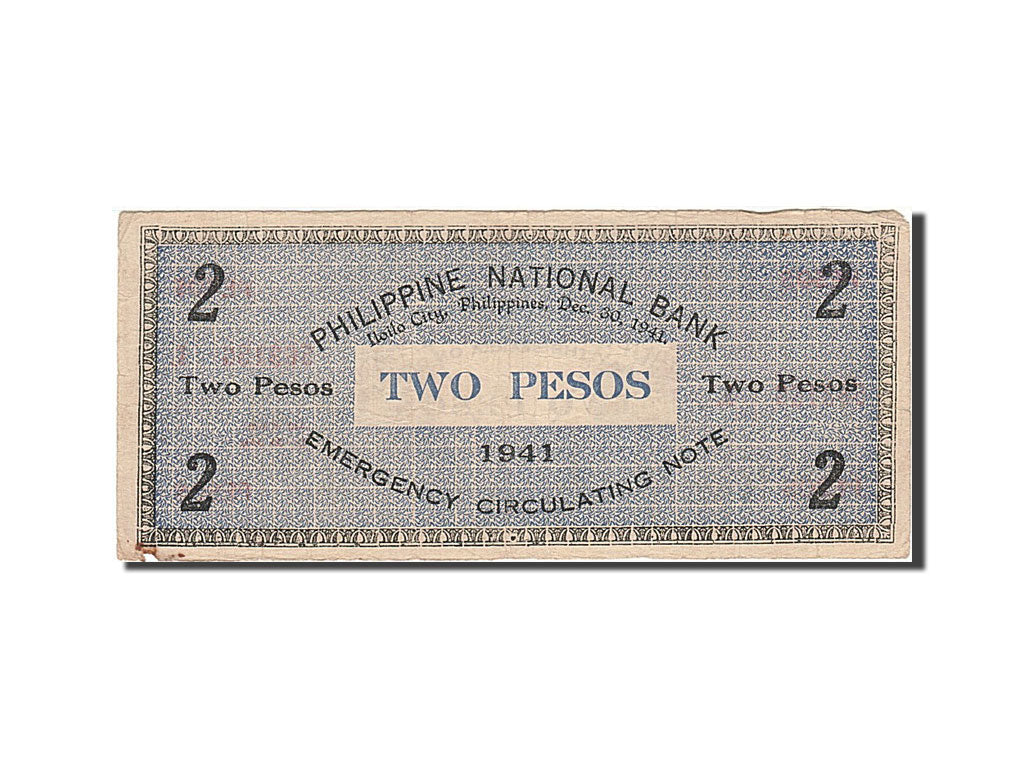 2
2
PHILIPPINE NATIONAL BANK
Iloilo City, Philippines, Dec. 30, 1941
Two Pesos
TWO PESOS
Two Pesos
1941
EMERGENCY CIRCULATING NOTE
2
2